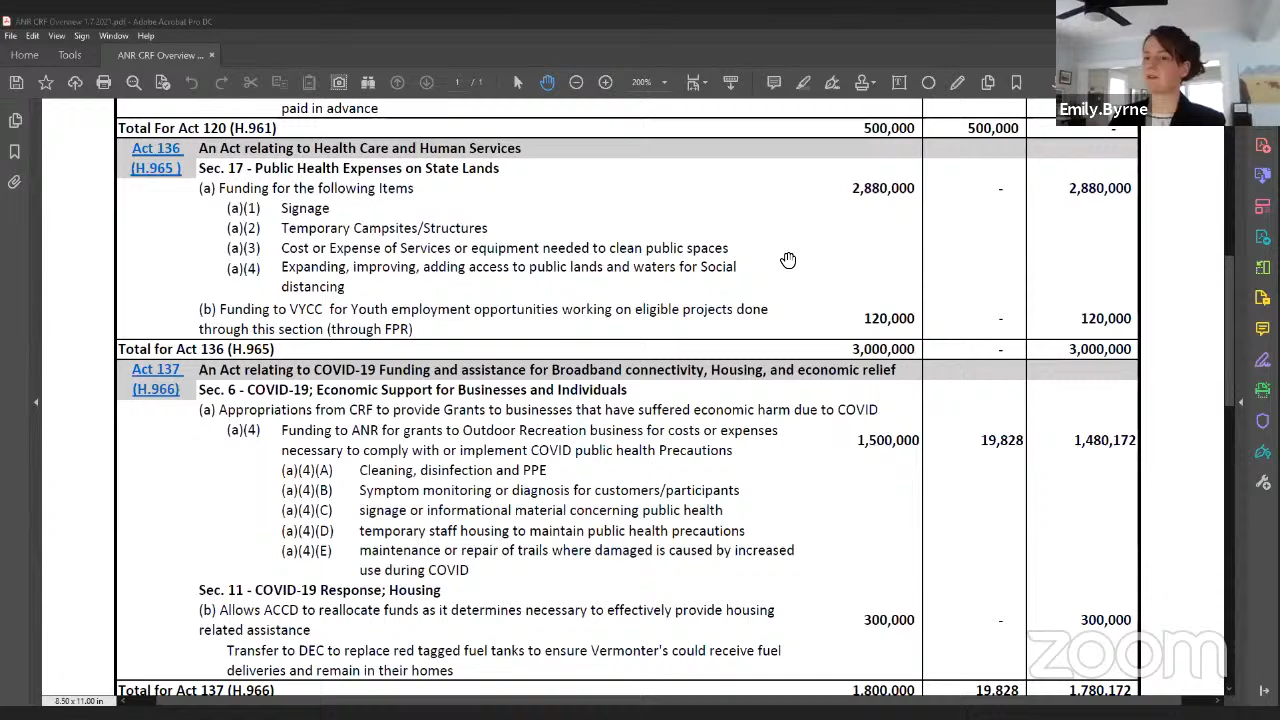 ANR CRF Overview 1.7.2021.pdf - Adobe Acrobat Pro DC
File Edit View Sign Window Help
Home Tools ANR CRF Overview ... ×
1 / 1 200%
Emily.Byrne
paid in advance
Total For Act 120 (H.961) 500,000 500,000 -
Act 136 An Act relating to Health Care and Human Services
(H.965 ) Sec. 17 - Public Health Expenses on State Lands
(a) Funding for the following Items 2,880,000 - 2,880,000
(a)(1) Signage
(a)(2) Temporary Campsites/Structures
(a)(3) Cost or Expense of Services or equipment needed to clean public spaces
(a)(4) Expanding, improving, adding access to public lands and waters for Social
distancing
(b) Funding to VYCC for Youth employment opportunities working on eligible projects done
through this section (through FPR) 120,000 - 120,000
Total for Act 136 (H.965) 3,000,000 - 3,000,000
Act 137 An Act relating to COVID-19 Funding and assistance for Broadband connectivity, Housing, and economic relief
(H.966) Sec. 6 - COVID-19; Economic Support for Businesses and Individuals
(a) Appropriations from CRF to provide Grants to businesses that have suffered economic harm due to COVID
(a)(4) Funding to ANR for grants to Outdoor Recreation business for costs or expenses
necessary to comply with or implement COVID public health Precautions 1,500,000 19,828 1,480,172
(a)(4)(A) Cleaning, disinfection and PPE
(a)(4)(B) Symptom monitoring or diagnosis for customers/participants
(a)(4)(C) signage or informational material concerning public health
(a)(4)(D) temporary staff housing to maintain public health precautions
(a)(4)(E) maintenance or repair of trails where damaged is caused by increased
use during COVID
Sec. 11 - COVID-19 Response; Housing
(b) Allows ACCD to reallocate funds as it determines necessary to effectively provide housing
related assistance 300,000 - 300,000
Transfer to DEC to replace red tagged fuel tanks to ensure Vermonter's could receive fuel
deliveries and remain in their homes
Total for Act 137 (H.966) 1,800,000 19,828 1,780,172
8.50 x 11.00 in
zoom